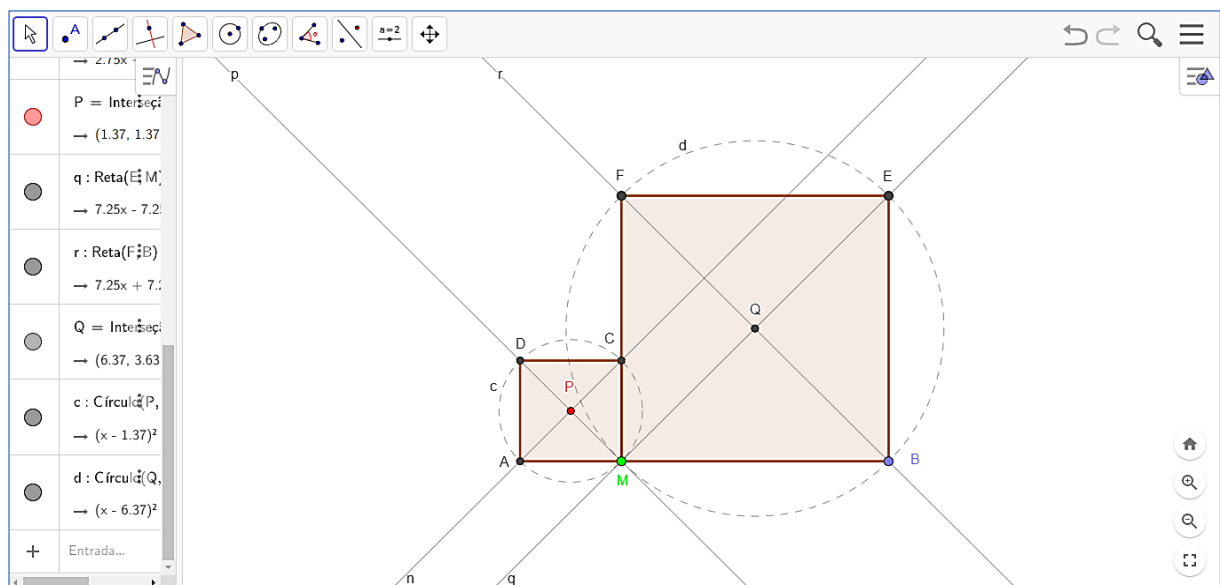 A
a=2
→ 2.75x
P = Interseçã
→ (1.37, 1.37
q : Reta(E, M)
→ 7.25x - 7.2
r : Reta(F, B)
→ 7.25x + 7.
Q = Interseç
→ (6.37, 3.63
c : Círculo(P,
→ (x - 1.37)²
d : Círculo(Q,
→ (x - 6.37)²
+ Entrada...
p
r
d
F
E
Q
D
C
c
P
A
M
B
n
q